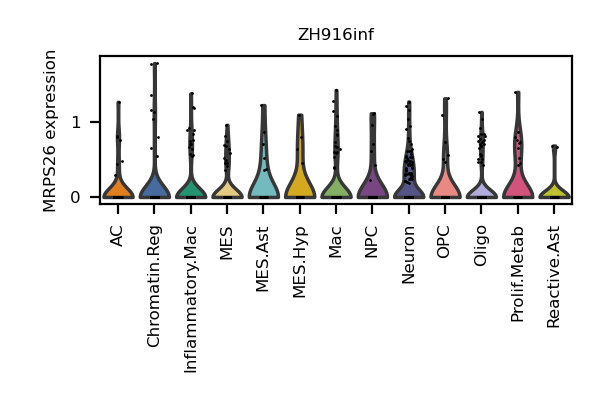 ZH916inf
MRPS26 expression
1
0
AC
Chromatin.Reg
Inflammatory.Mac
MES
MES.Ast
MES.Hyp
Mac
NPC
Neuron
OPC
Oligo
Prolif.Metab
Reactive.Ast